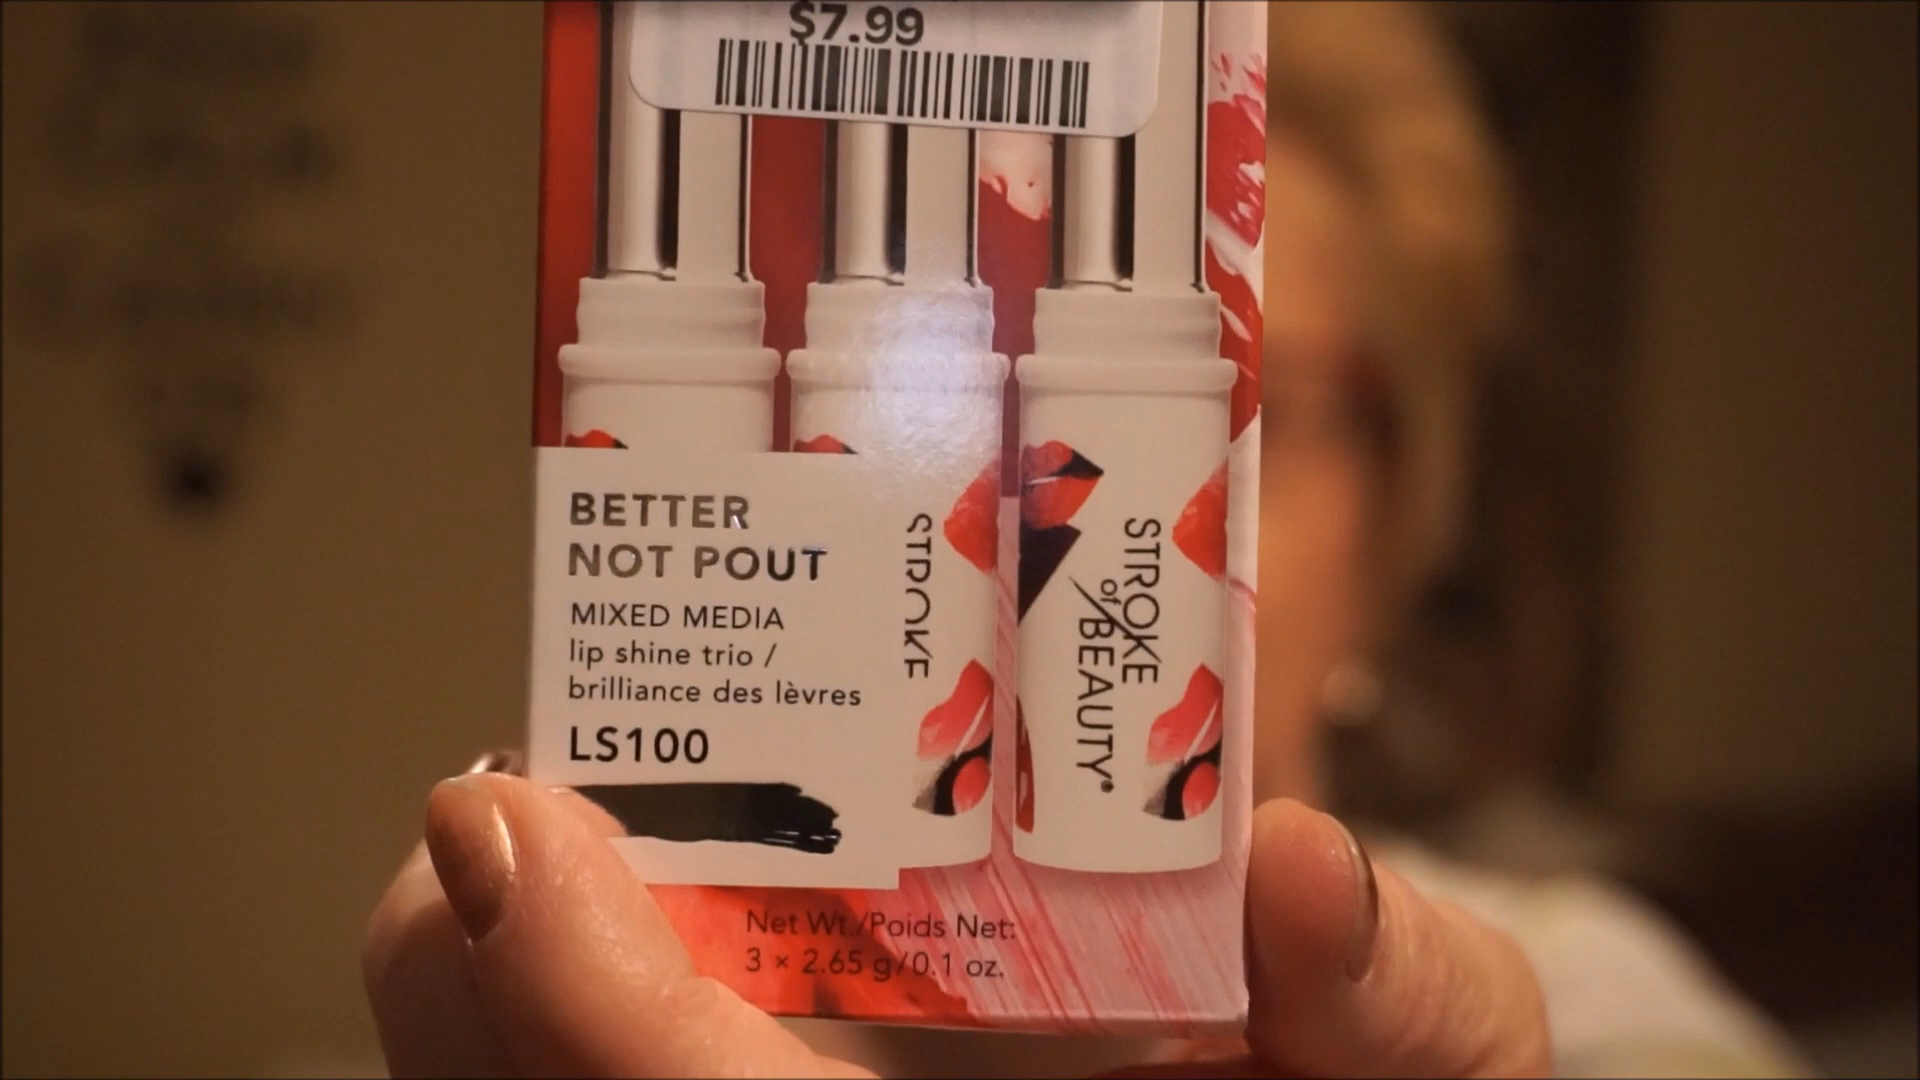 $7.99
BETTER
NOT POUT
MIXED MEDIA
lip shine trio /
brilliance des lèvres
LS100
STROKE
STROKE
of BEAUTY®
Net Wt./Poids Net:
3 × 2.65 g/0.1 oz.